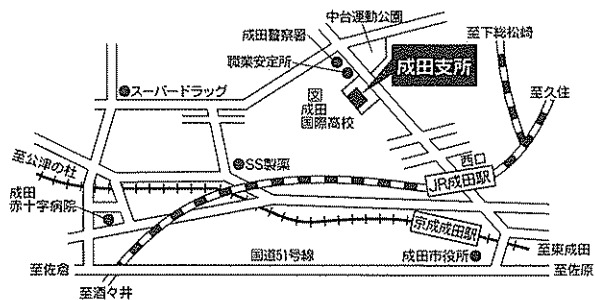 中台運動公園
成田警察署
職業安定所
成田支所
至下総松崎
至久住
スーパードラッグ
文
成田
国際高校
至公津の杜
SS製薬
西口
JR成田駅
成田
赤十字病院
京成成田駅
至東成田
国道51号線
成田市役所
至佐倉
至佐原
至酒々井